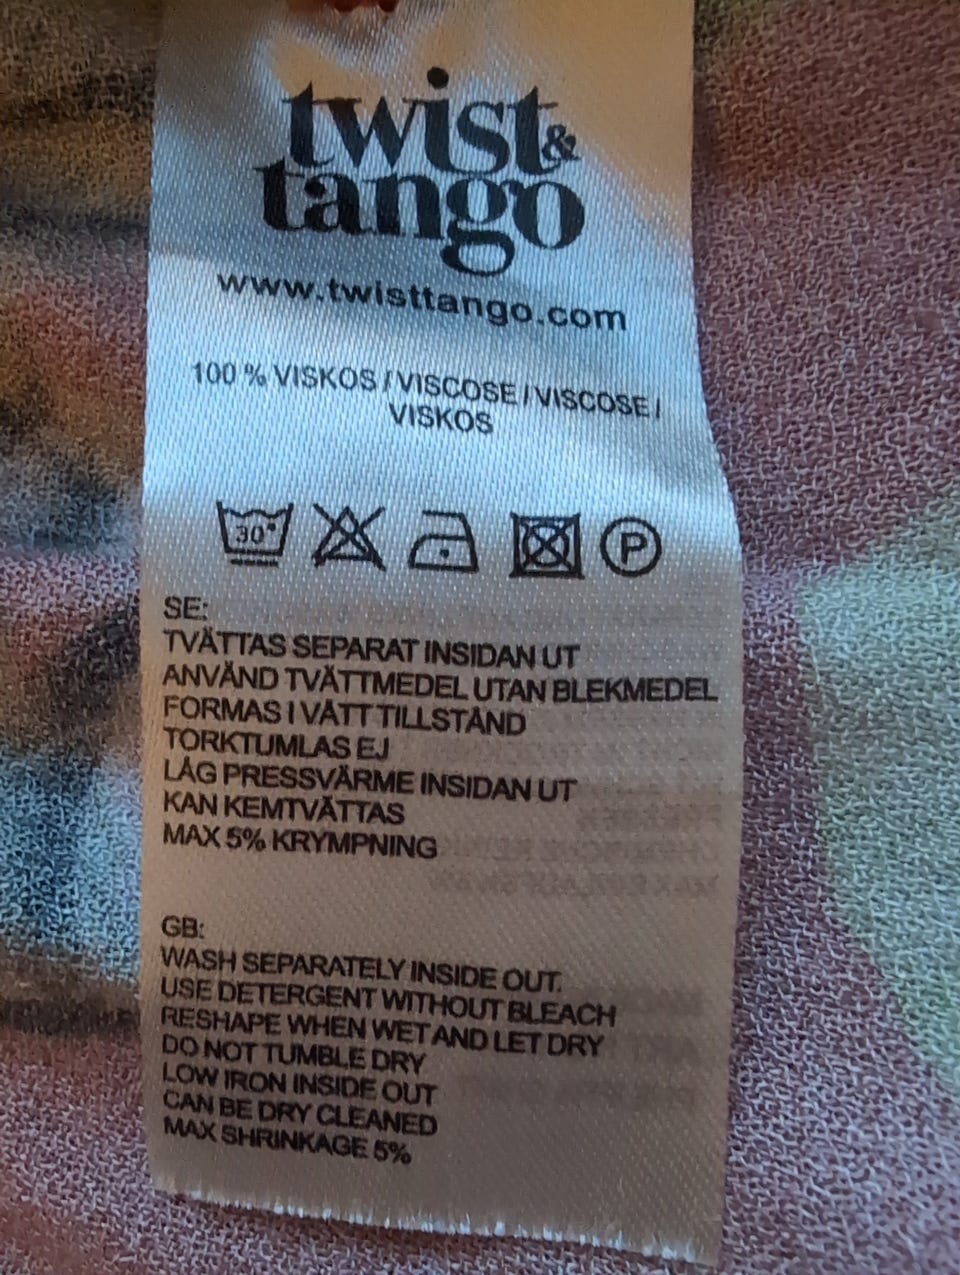 twist&
tango
www.twisttango.com
100 % VISKOS / VISCOSE / VISCOSE /
VISKOS
30° P
SE:
TVÄTTAS SEPARAT INSIDAN UT
ANVÄND TVÄTTMEDEL UTAN BLEKMEDEL
FORMAS I VÅTT TILLSTÅND
TORKTUMLAS EJ
LÅG PRESSVÄRME INSIDAN UT
KAN KEMTVÄTTAS
MAX 5% KRYMPNING
GB:
WASH SEPARATELY INSIDE OUT.
USE DETERGENT WITHOUT BLEACH
RESHAPE WHEN WET AND LET DRY
DO NOT TUMBLE DRY
LOW IRON INSIDE OUT
CAN BE DRY CLEANED
MAX SHRINKAGE 5%